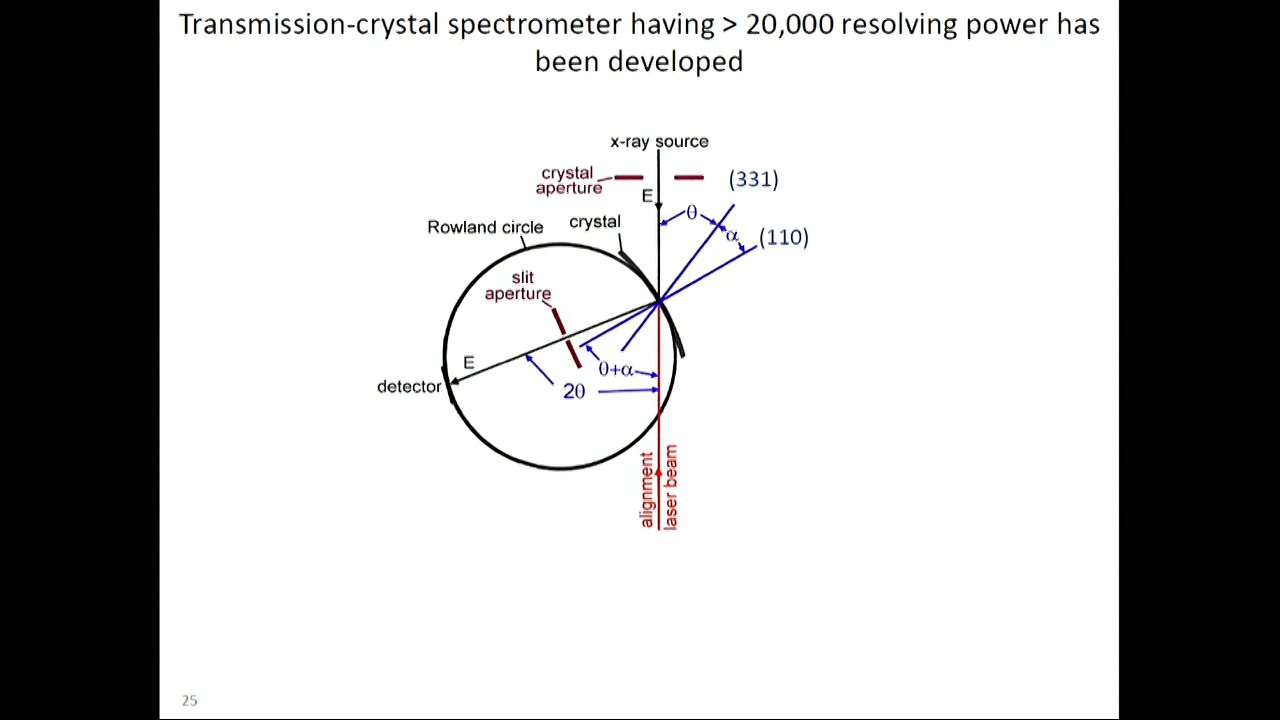 Transmission-crystal spectrometer having > 20,000 resolving power has
been developed
x-ray source
crystal
aperture
(331)
E
θ
α
(110)
Rowland circle
crystal
slit
aperture
E
θ+α
2θ
detector
alignment
laser beam
25